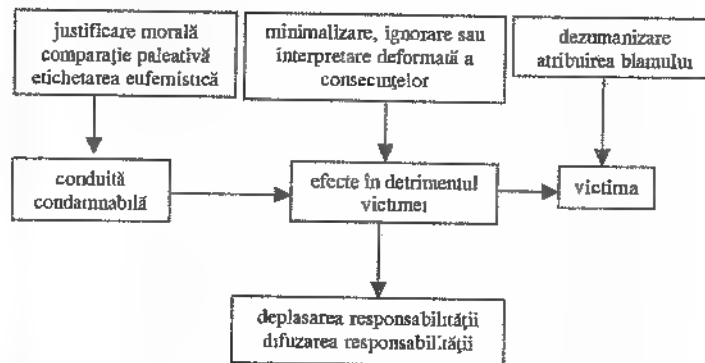 justificare morală
comparație paleativă
etichetarea eufemistică
minimalizare, ignorare sau
interpretare deformată a
consecințelor
dezumanizare
atribuirea blamului
conduită
condamnabilă
efecte în detrimentul
victimei
victima
deplasarea responsabilității
difuzarea responsabilității